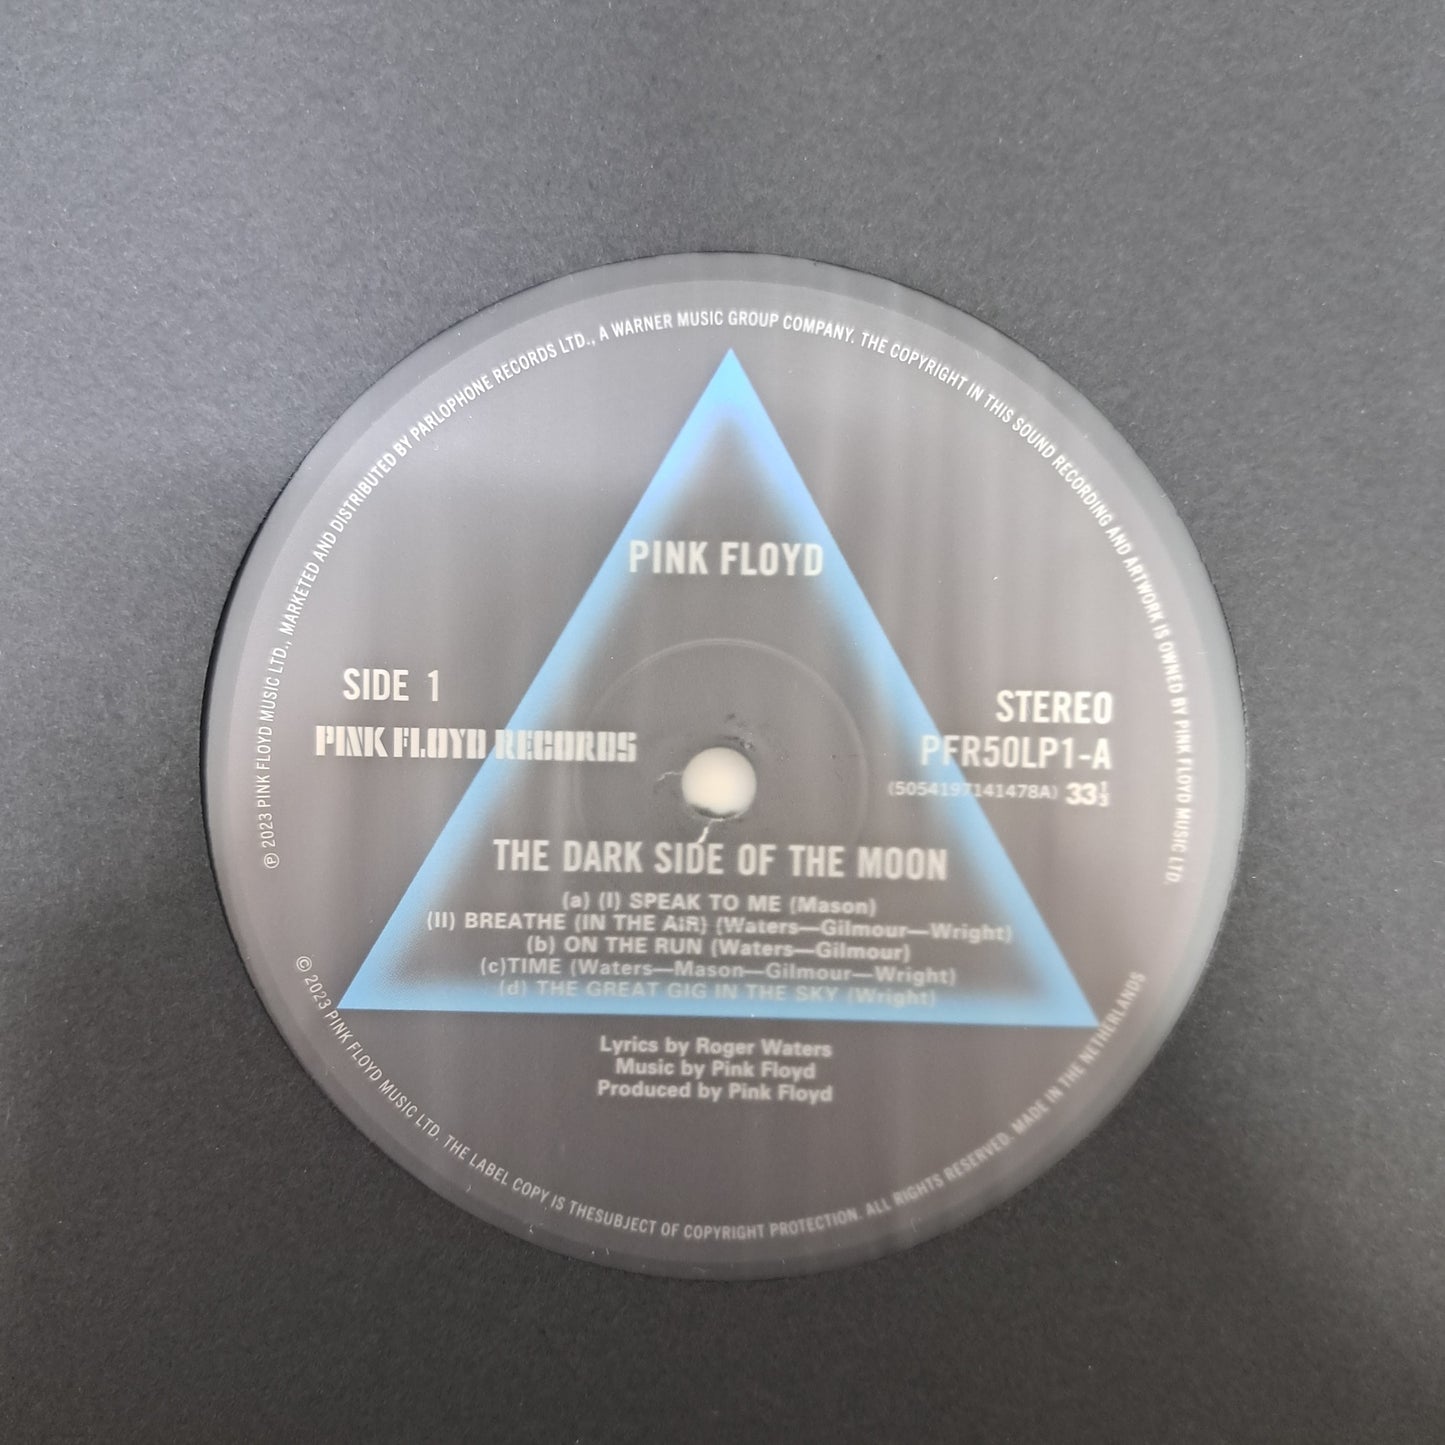 ℗ 2023 PINK FLOYD MUSIC LTD., MARKETED AND DISTRIBUTED BY PARLOPHONE RECORDS LTD., A WARNER MUSIC GROUP COMPANY. THE COPYRIGHT IN THIS SOUND RECORDING AND ARTWORK IS OWNED BY PINK FLOYD MUSIC LTD.
PINK FLOYD
SIDE 1
PINK FLOYD RECORDS
STEREO
PFR50LP1-A
(5054197141478A) 33⅓
THE DARK SIDE OF THE MOON
(a) (I) SPEAK TO ME (Mason)
(II) BREATHE (IN THE AIR) (Waters—Gilmour—Wright)
(b) ON THE RUN (Waters—Gilmour)
(c)TIME (Waters—Mason—Gilmour—Wright)
(d) THE GREAT GIG IN THE SKY (Wright)
Lyrics by Roger Waters
Music by Pink Floyd
Produced by Pink Floyd
© 2023 PINK FLOYD MUSIC LTD. THE LABEL COPY IS THESUBJECT OF COPYRIGHT PROTECTION. ALL RIGHTS RESERVED. MADE IN THE NETHERLANDS